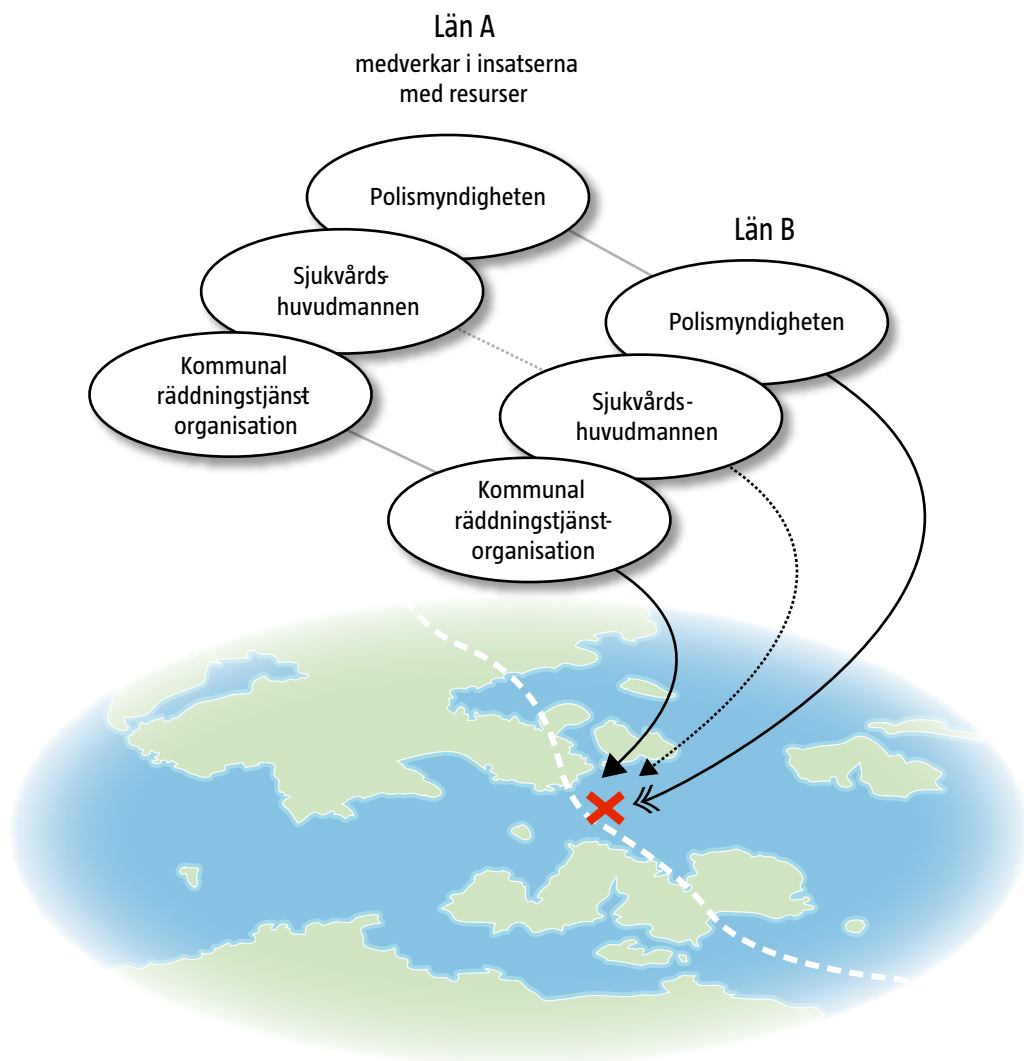 Län A
medverkar i insatserna
med resurser
Polismyndigheten
Sjukvårds-
huvudmannen
Kommunal
räddningstjänst-
organisation
Län B
Polismyndigheten
Sjukvårds-
huvudmannen
Kommunal
räddningstjänst-
organisation